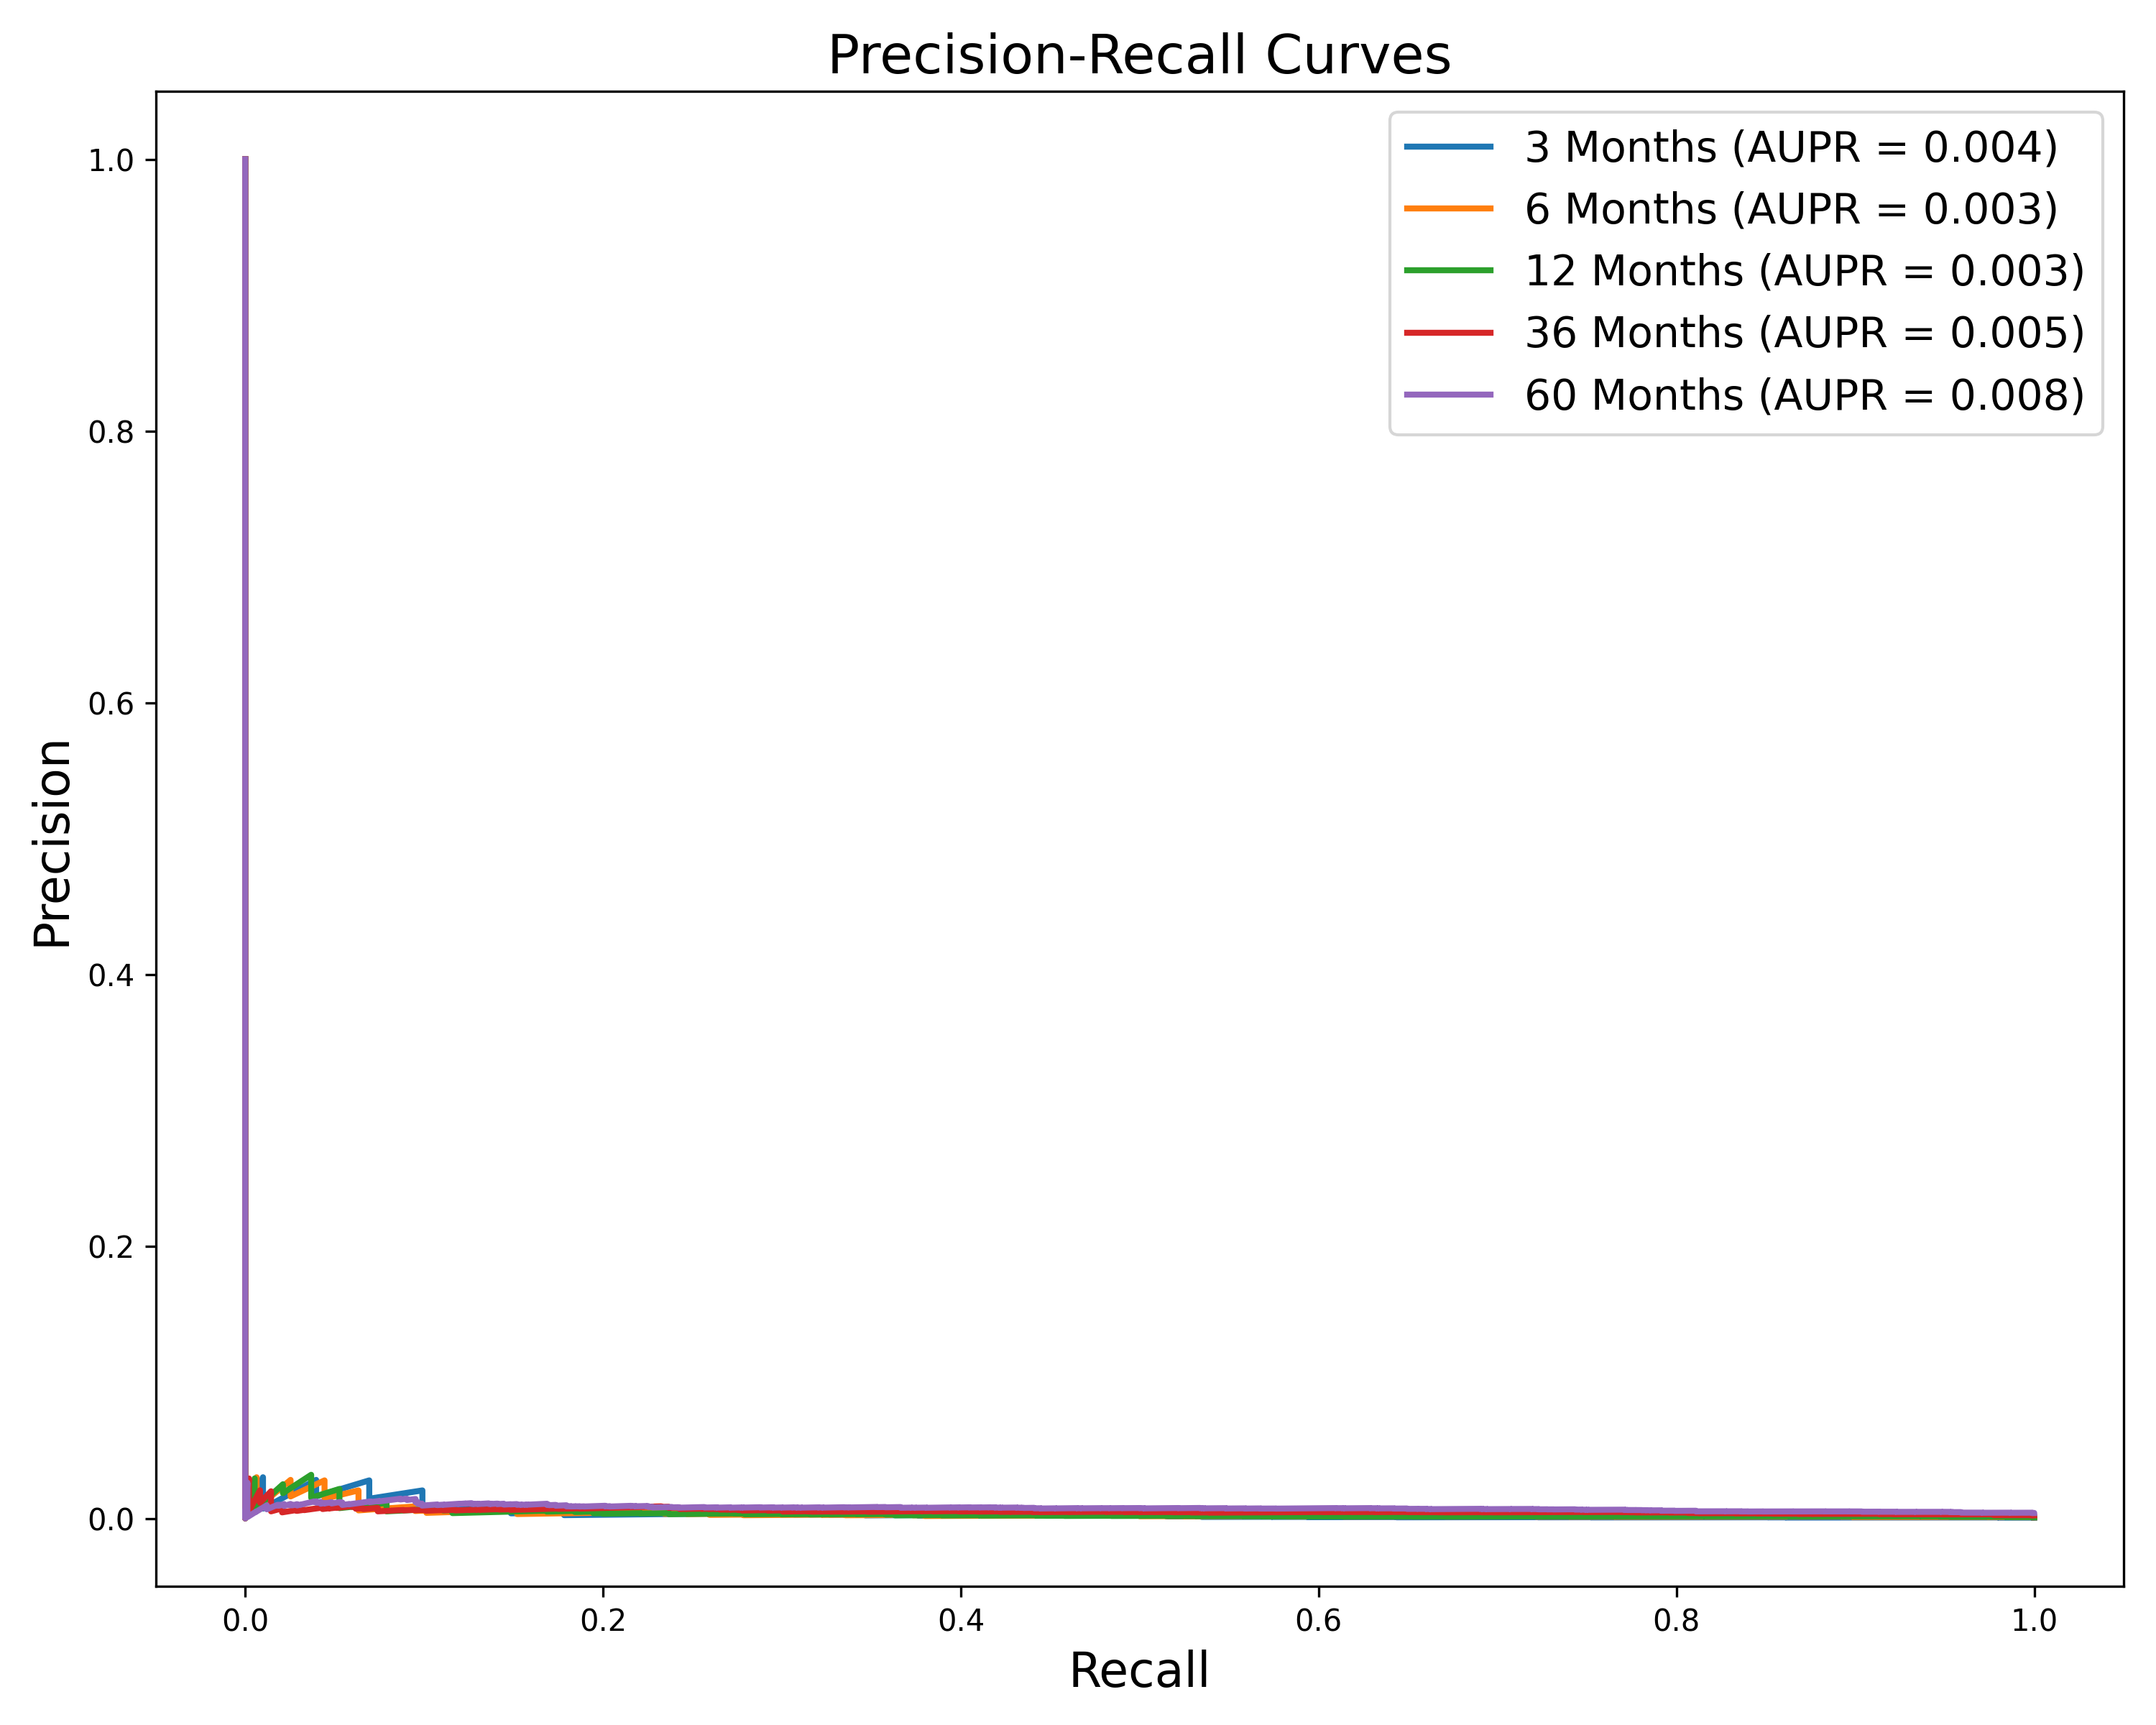 Precision-Recall Curves
3 Months (AUPR = 0.004)
6 Months (AUPR = 0.003)
12 Months (AUPR = 0.003)
36 Months (AUPR = 0.005)
60 Months (AUPR = 0.008)
1.0
0.8
0.6
0.4
0.2
0.0
Precision
0.0 0.2 0.4 0.6 0.8 1.0
Recall